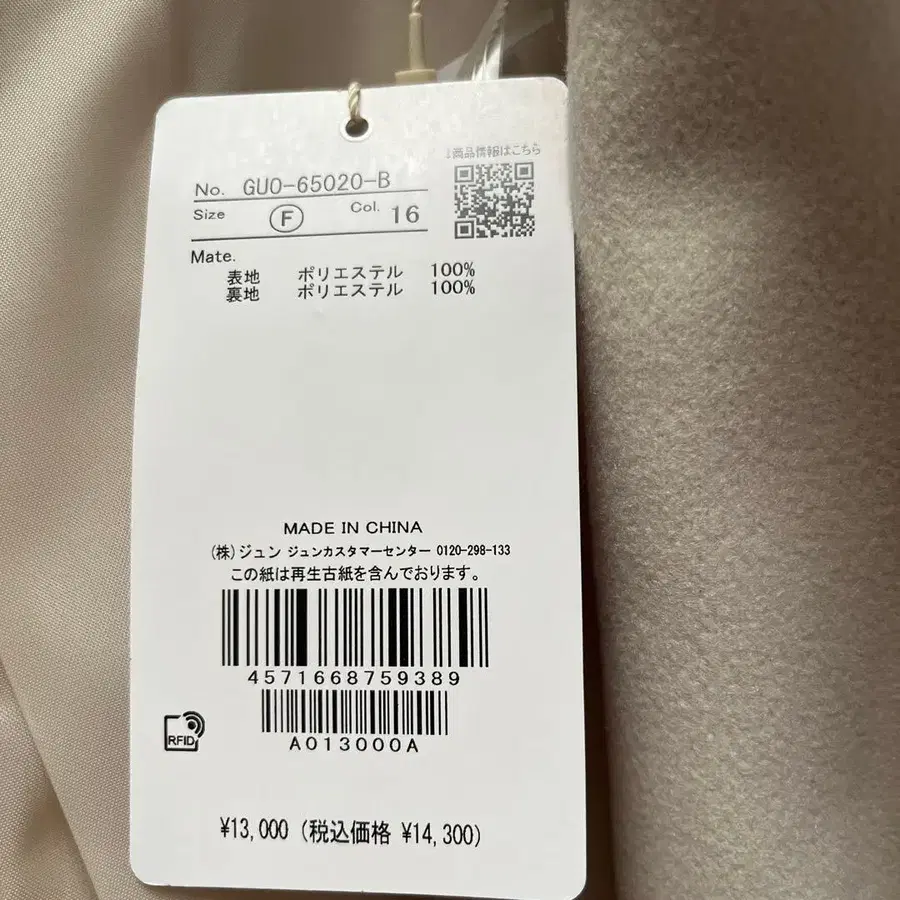 ↓商品情報はこちら
No. GUO-65020-B
Size Ⓕ Col. 16
Mate.
表地 ポリエステル 100%
裏地 ポリエステル 100%
MADE IN CHINA
(株)ジュン ジュンカスタマーセンター 0120-298-133
この紙は再生古紙を含んでおります。
4571668759389
A013000A
RFID
¥13,000 (税込価格 ¥14,300)